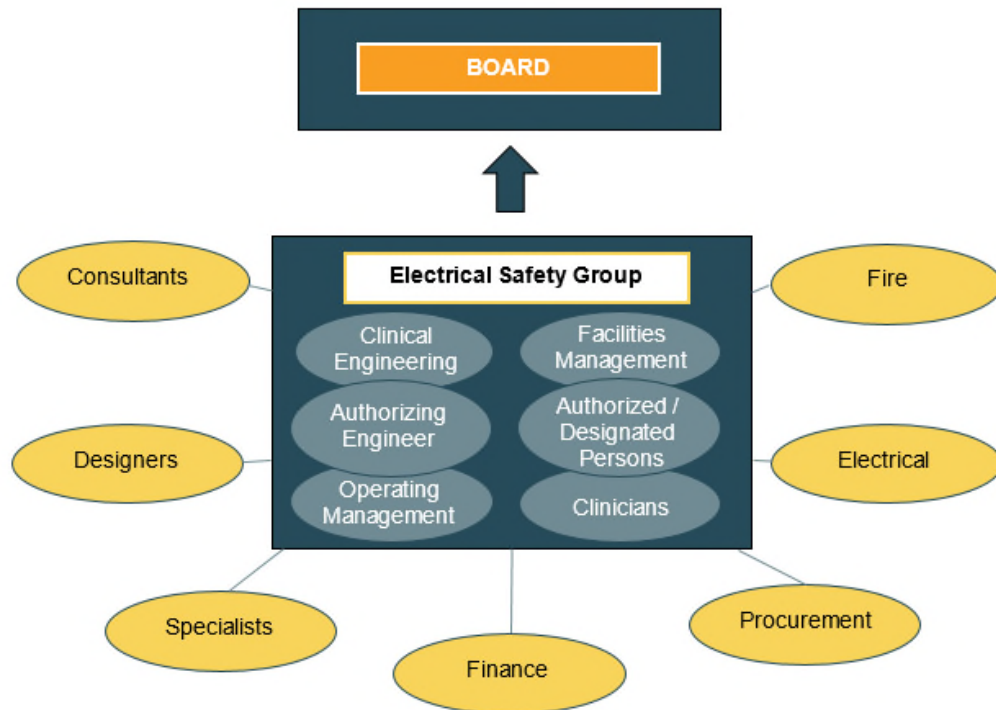 BOARD
Electrical Safety Group
Consultants
Fire
Clinical
Engineering
Facilities
Management
Authorizing
Engineer
Authorized /
Designated
Persons
Designers
Electrical
Operating
Management
Clinicians
Specialists
Procurement
Finance